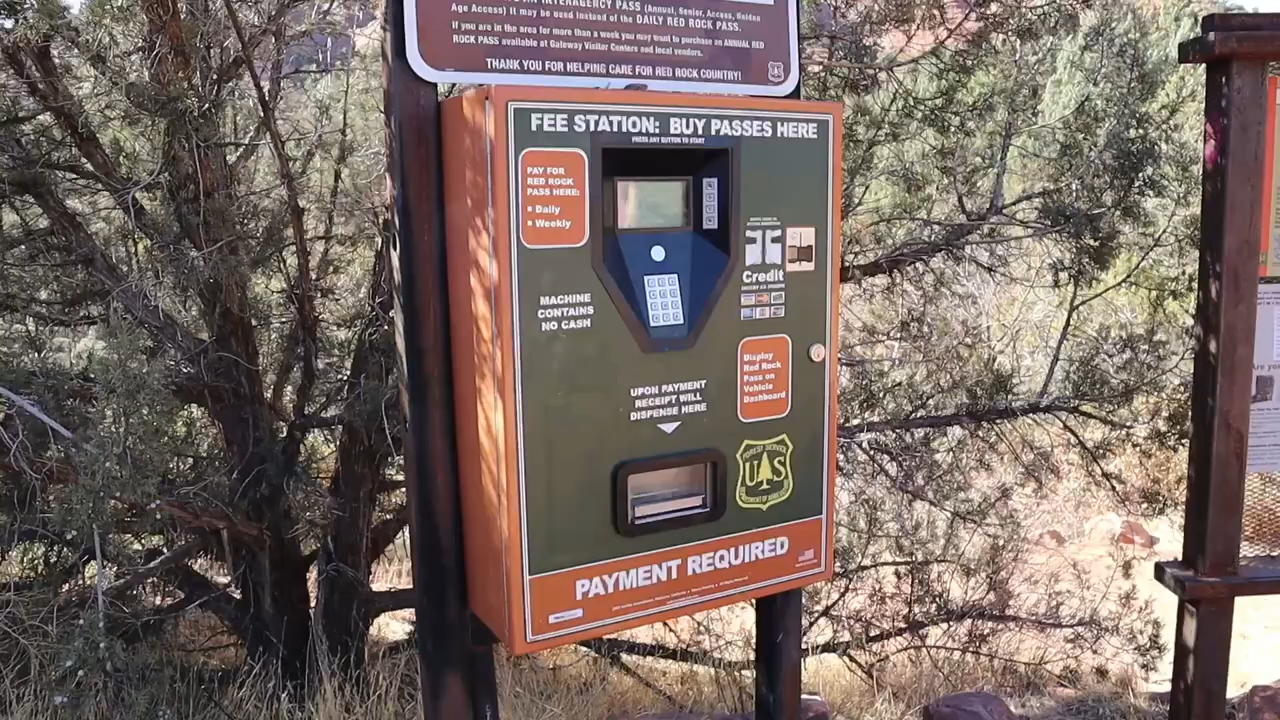 INTERAGENCY PASS (Annual, Senior, Access, Golden
Age Access) it may be used instead of the DAILY RED ROCK PASS.
If you are in the area for more than a week you may want to purchase an ANNUAL RED
ROCK PASS available at Gateway Visitor Centers and local vendors.
THANK YOU FOR HELPING CARE FOR RED ROCK COUNTRY!
FEE STATION: BUY PASSES HERE
PRESS ANY BUTTON TO START
PAY FOR
RED ROCK
PASS HERE:
Daily
Weekly
Credit
MACHINE
CONTAINS
NO CASH
Display
Red Rock
Pass on
Vehicle
Dashboard
UPON PAYMENT
RECEIPT WILL
DISPENSE HERE
FOREST SERVICE
U S
DEPARTMENT OF AGRICULTURE
PAYMENT REQUIRED